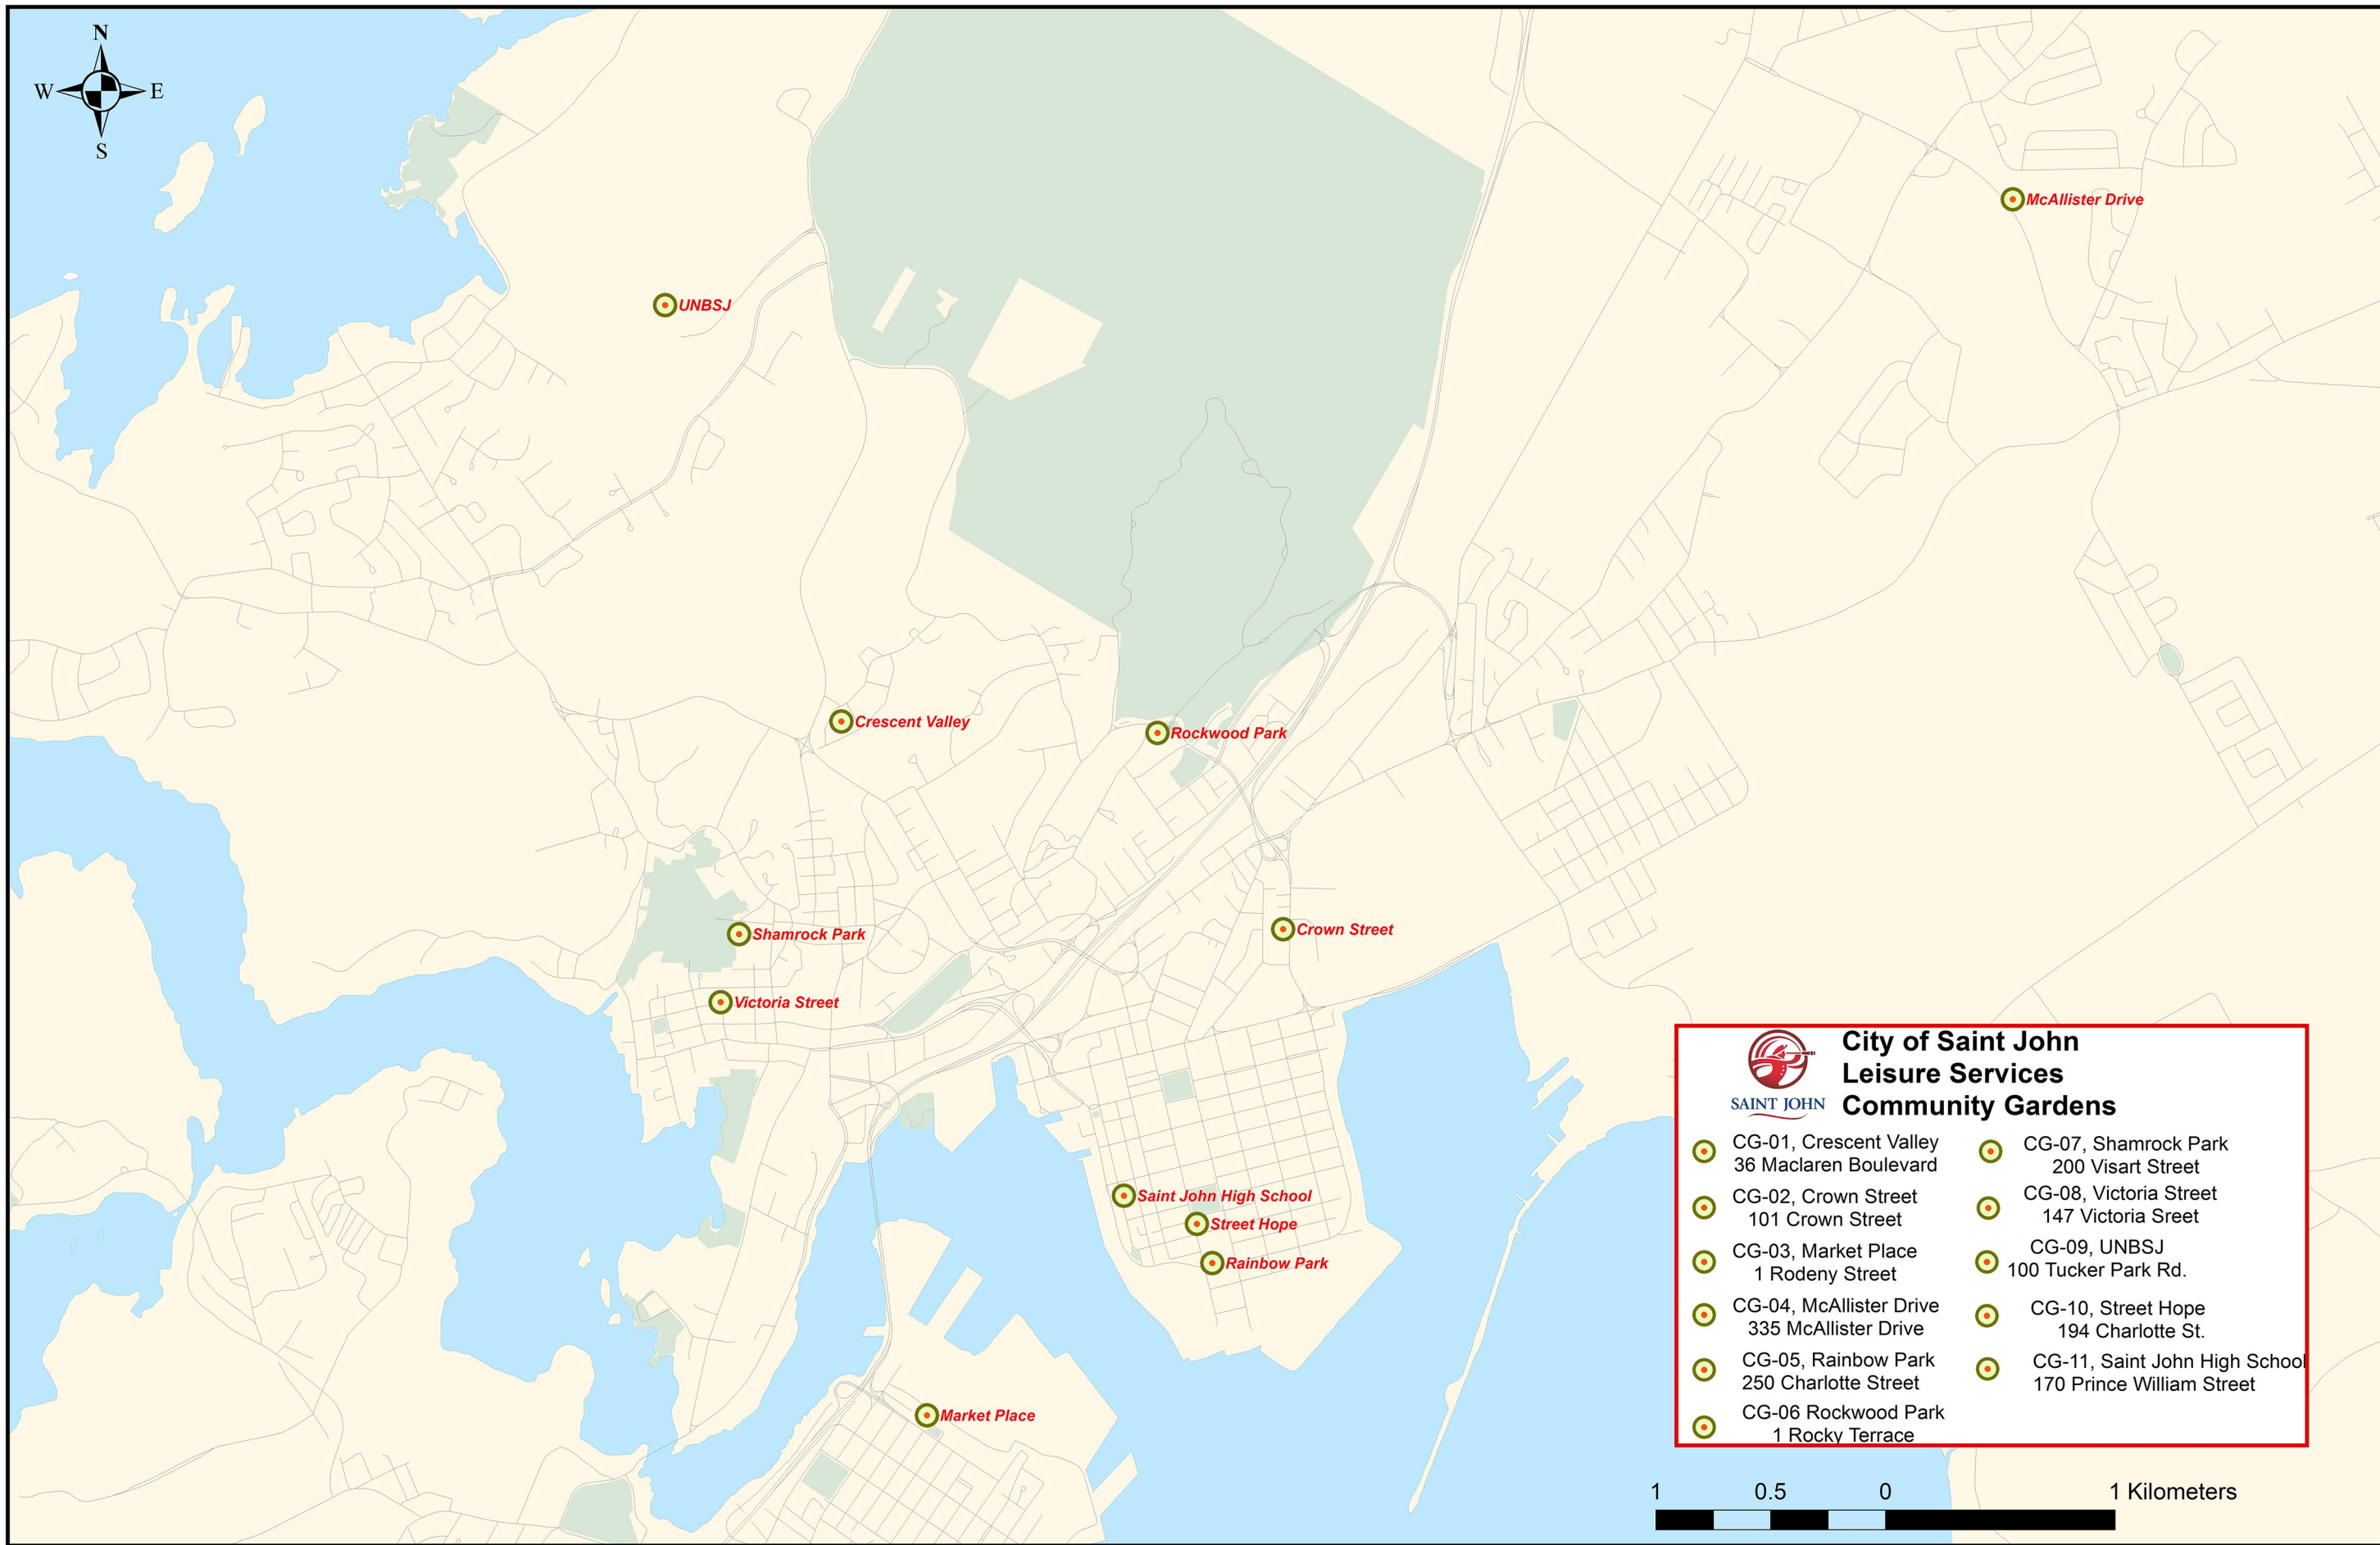 N
W E
S
McAllister Drive
UNBSJ
Crescent Valley
Rockwood Park
Shamrock Park
Crown Street
Victoria Street
Saint John High School
Street Hope
Rainbow Park
Market Place
SAINT JOHN
City of Saint John
Leisure Services
Community Gardens
CG-01, Crescent Valley
36 Maclaren Boulevard
CG-02, Crown Street
101 Crown Street
CG-03, Market Place
1 Rodeny Street
CG-04, McAllister Drive
335 McAllister Drive
CG-05, Rainbow Park
250 Charlotte Street
CG-06 Rockwood Park
1 Rocky Terrace
CG-07, Shamrock Park
200 Visart Street
CG-08, Victoria Street
147 Victoria Sreet
CG-09, UNBSJ
100 Tucker Park Rd.
CG-10, Street Hope
194 Charlotte St.
CG-11, Saint John High School
170 Prince William Street
1 0.5 0 1 Kilometers